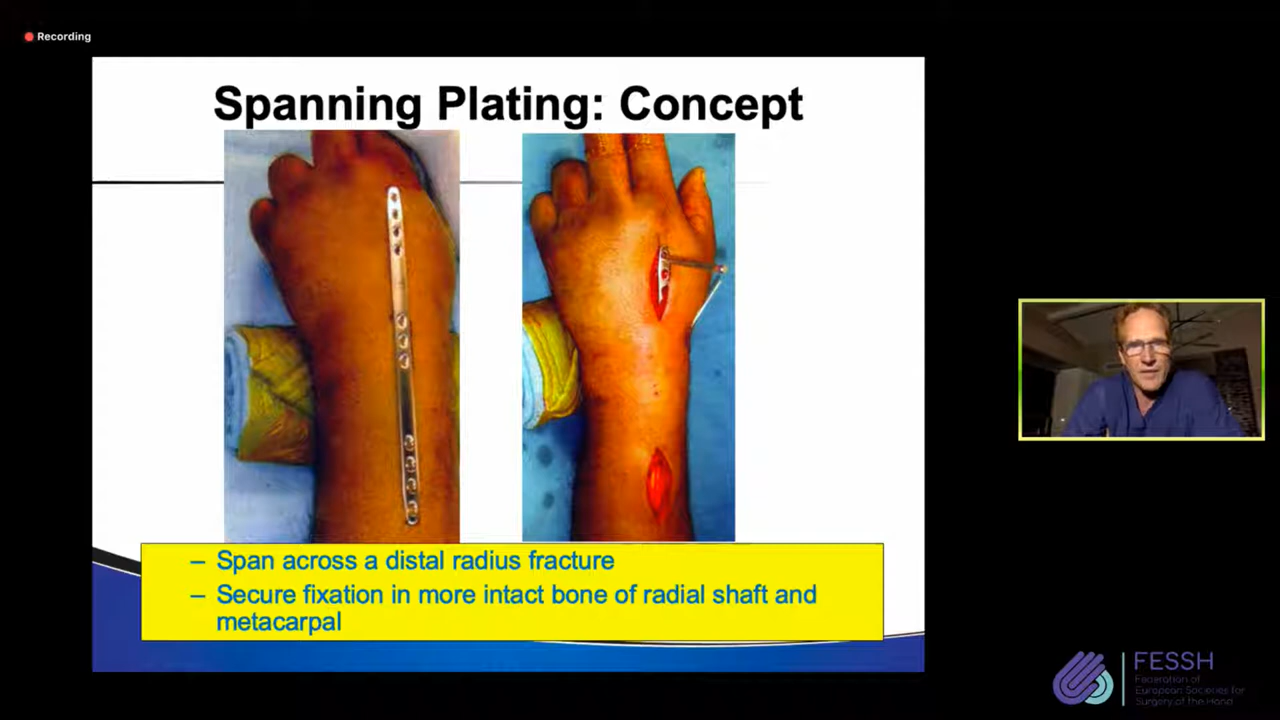 Recording
Spanning Plating: Concept
– Span across a distal radius fracture
– Secure fixation in more intact bone of radial shaft and
metacarpal
FESSH
Federation of
European Societies for
Surgery of the Hand